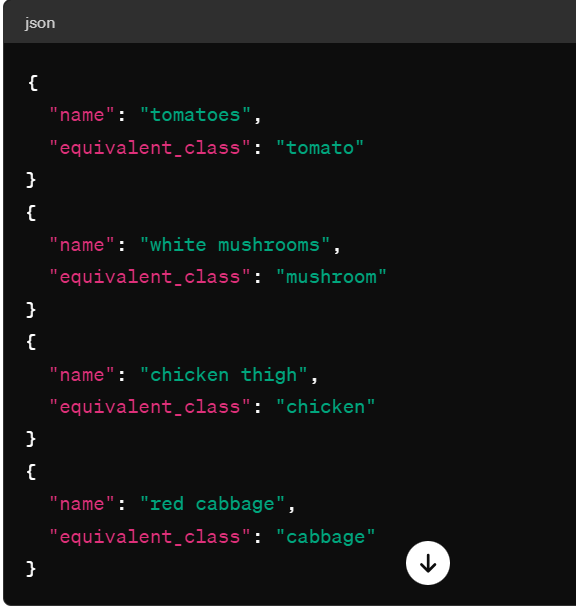 json
{
  "name": "tomatoes",
  "equivalent_class": "tomato"
}
{
  "name": "white mushrooms",
  "equivalent_class": "mushroom"
}
{
  "name": "chicken thigh",
  "equivalent_class": "chicken"
}
{
  "name": "red cabbage",
  "equivalent_class": "cabbage"
}